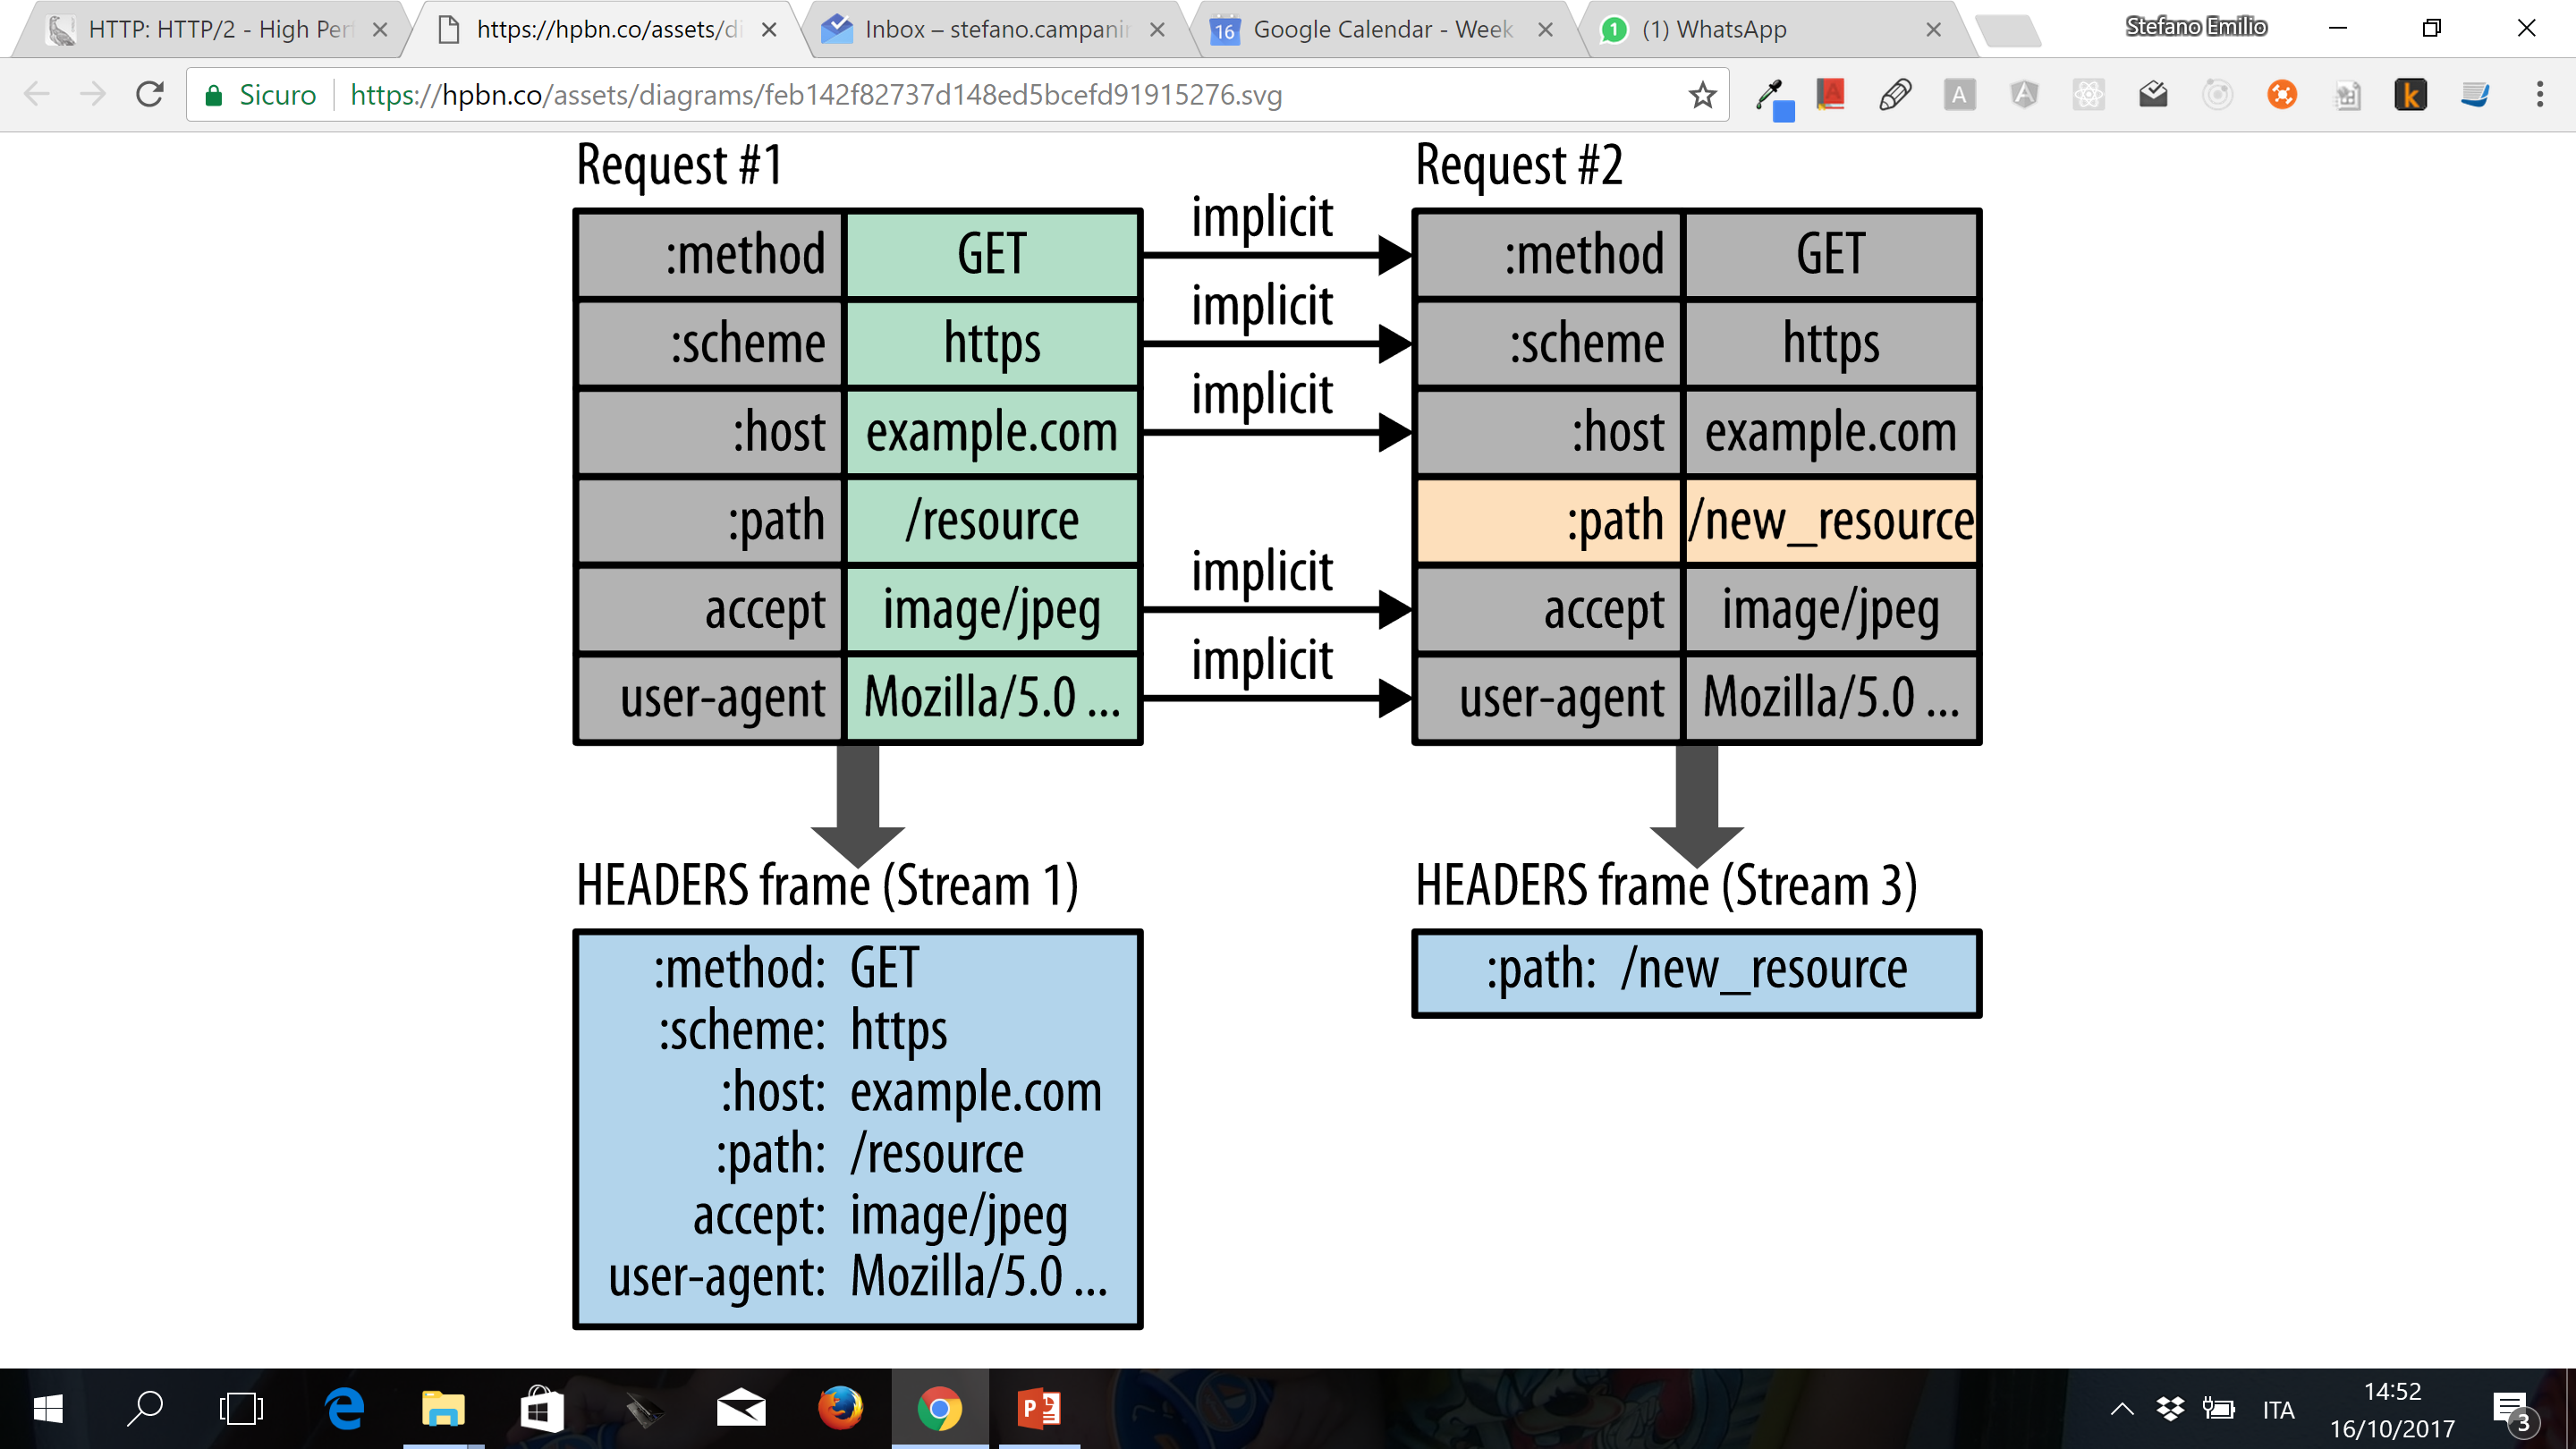 HTTP: HTTP/2 - High Perf
https://hpbn.co/assets/di
Inbox – stefano.campanin
Google Calendar - Week
(1) WhatsApp
Stefano Emilio
Sicuro https://hpbn.co/assets/diagrams/feb142f82737d148ed5bcefd91915276.svg
Request #1
Request #2
:method GET implicit :method GET
:scheme https implicit :scheme https
:host example.com implicit :host example.com
:path /resource :path /new_resource
accept image/jpeg implicit accept image/jpeg
user-agent Mozilla/5.0 ... implicit user-agent Mozilla/5.0 ...
HEADERS frame (Stream 1)
:method: GET
:scheme: https
:host: example.com
:path: /resource
accept: image/jpeg
user-agent: Mozilla/5.0 ...
HEADERS frame (Stream 3)
:path: /new_resource
ITA
14:52
16/10/2017
3